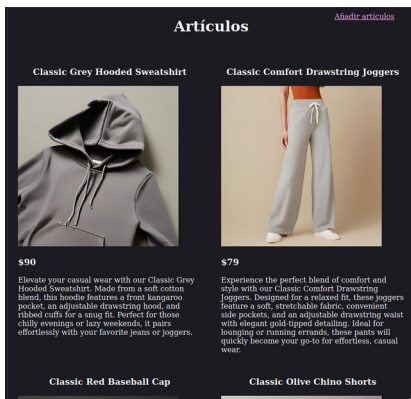 Añadir artículos
Artículos
Classic Grey Hooded Sweatshirt
$90
Elevate your casual wear with our Classic Grey
Hooded Sweatshirt. Made from a soft cotton
blend, this hoodie features a front kangaroo
pocket, an adjustable drawstring hood, and
ribbed cuffs for a snug fit. Perfect for those
chilly evenings or lazy weekends, it pairs
effortlessly with your favorite jeans or joggers.
Classic Comfort Drawstring Joggers
$79
Experience the perfect blend of comfort and
style with our Classic Comfort Drawstring
Joggers. Designed for a relaxed fit, these joggers
feature a soft, stretchable fabric, convenient
side pockets, and an adjustable drawstring waist
with elegant gold-tipped detailing. Ideal for
lounging or running errands, these pants will
quickly become your go-to for effortless, casual
wear.
Classic Red Baseball Cap
Classic Olive Chino Shorts